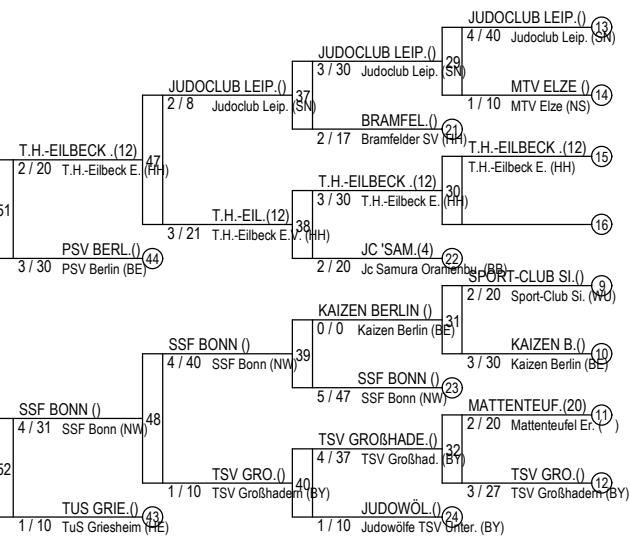 JUDOCLUB LEIP.() 13
4 / 40 Judoclub Leip. (SN)
JUDOCLUB LEIP.()
3 / 30 Judoclub Leip. (SN) 29
MTV ELZE () 14
1 / 10 MTV Elze (NS)
JUDOCLUB LEIP.()
2 / 8 Judoclub Leip. (SN) 37
BRAMFEL.() 21
2 / 17 Bramfelder SV (HH)
T.H.-EILBECK .(12) 47
2 / 20 T.H.-Eilbeck E. (HH)
T.H.-EILBECK .(12) 15
T.H.-Eilbeck E. (HH)
T.H.-EILBECK .(12) 30
3 / 30 T.H.-Eilbeck E. (HH)
51
T.H.-EIL.(12) 38 16
3 / 21 T.H.-Eilbeck E.V. (HH)
PSV BERL.() 44
3 / 30 PSV Berlin (BE)
JC 'SAM.(4) 22
2 / 20 Jc Samura Oranienbu. (BB)
SPORT-CLUB SI.() 9
2 / 20 Sport-Club Si. (WU)
KAIZEN BERLIN () 31
0 / 0 Kaizen Berlin (BE)
SSF BONN () 39
4 / 40 SSF Bonn (NW)
KAIZEN B.() 10
3 / 30 Kaizen Berlin (BE)
SSF BONN () 23
5 / 47 SSF Bonn (NW)
SSF BONN () 48
4 / 31 SSF Bonn (NW)
MATTENTEUF.(20) 11
2 / 20 Mattenteufel Er. ( )
TSV GROßHADE.() 32
4 / 37 TSV Großhad. (BY)
52
TSV GRO.() 40
1 / 10 TSV Großhadern (BY)
TSV GRO.() 12
3 / 27 TSV Großhadern (BY)
TUS GRIE.() 43
1 / 10 TuS Griesheim (HE)
JUDOWÖL.() 24
1 / 10 Judowölfe TSV Unter. (BY)